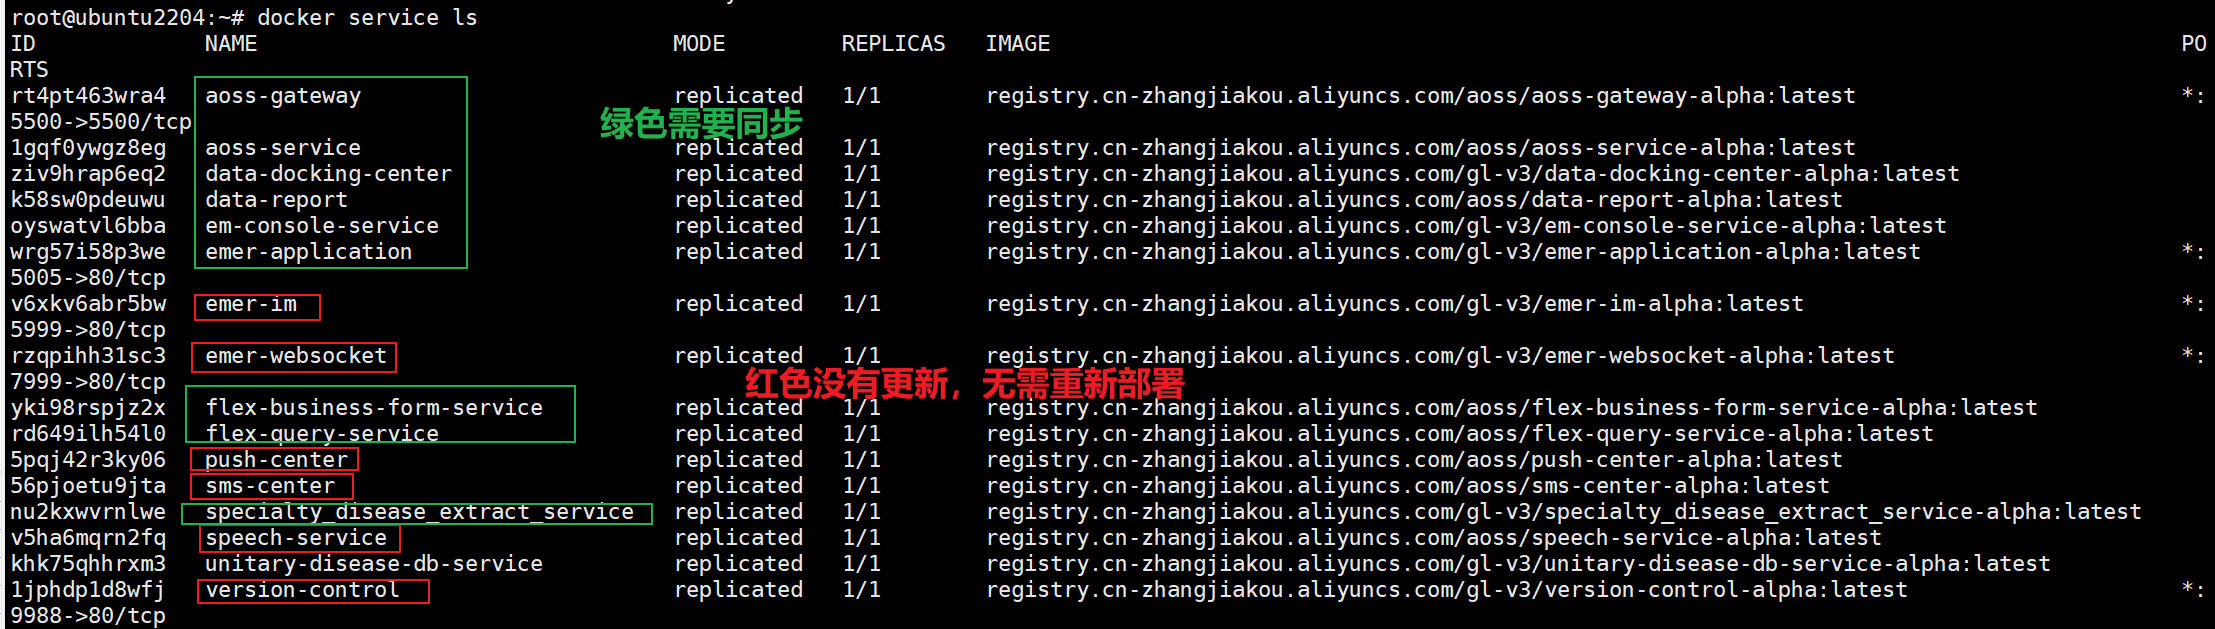 root@ubuntu2204:~# docker service ls
ID NAME MODE REPLICAS IMAGE PO
RTS
rt4pt463wra4 aoss-gateway replicated 1/1 registry.cn-zhangjiakou.aliyuncs.com/aoss/aoss-gateway-alpha:latest *:
5500->5500/tcp
绿色需要同步
1gqf0ywgz8eg aoss-service replicated 1/1 registry.cn-zhangjiakou.aliyuncs.com/aoss/aoss-service-alpha:latest
ziv9hrap6eq2 data-docking-center replicated 1/1 registry.cn-zhangjiakou.aliyuncs.com/gl-v3/data-docking-center-alpha:latest
k58sw0pdeuwu data-report replicated 1/1 registry.cn-zhangjiakou.aliyuncs.com/aoss/data-report-alpha:latest
oyswatvl6bba em-console-service replicated 1/1 registry.cn-zhangjiakou.aliyuncs.com/gl-v3/em-console-service-alpha:latest
wrg57i58p3we emer-application replicated 1/1 registry.cn-zhangjiakou.aliyuncs.com/gl-v3/emer-application-alpha:latest *:
5005->80/tcp
v6xkv6abr5bw emer-im replicated 1/1 registry.cn-zhangjiakou.aliyuncs.com/gl-v3/emer-im-alpha:latest *:
5999->80/tcp
rzqpihh31sc3 emer-websocket replicated 1/1 registry.cn-zhangjiakou.aliyuncs.com/gl-v3/emer-websocket-alpha:latest *:
7999->80/tcp
红色没有更新，无需重新部署
yki98rspjz2x flex-business-form-service replicated 1/1 registry.cn-zhangjiakou.aliyuncs.com/aoss/flex-business-form-service-alpha:latest
rd649ilh54l0 flex-query-service replicated 1/1 registry.cn-zhangjiakou.aliyuncs.com/aoss/flex-query-service-alpha:latest
5pqj42r3ky06 push-center replicated 1/1 registry.cn-zhangjiakou.aliyuncs.com/aoss/push-center-alpha:latest
56pjoetu9jta sms-center replicated 1/1 registry.cn-zhangjiakou.aliyuncs.com/aoss/sms-center-alpha:latest
nu2kxwvrnlwe specialty_disease_extract_service replicated 1/1 registry.cn-zhangjiakou.aliyuncs.com/gl-v3/specialty_disease_extract_service-alpha:latest
v5ha6mqrn2fq speech-service replicated 1/1 registry.cn-zhangjiakou.aliyuncs.com/aoss/speech-service-alpha:latest
khk75qhhrxm3 unitary-disease-db-service replicated 1/1 registry.cn-zhangjiakou.aliyuncs.com/gl-v3/unitary-disease-db-service-alpha:latest
1jphdp1d8wfj version-control replicated 1/1 registry.cn-zhangjiakou.aliyuncs.com/gl-v3/version-control-alpha:latest *:
9988->80/tcp